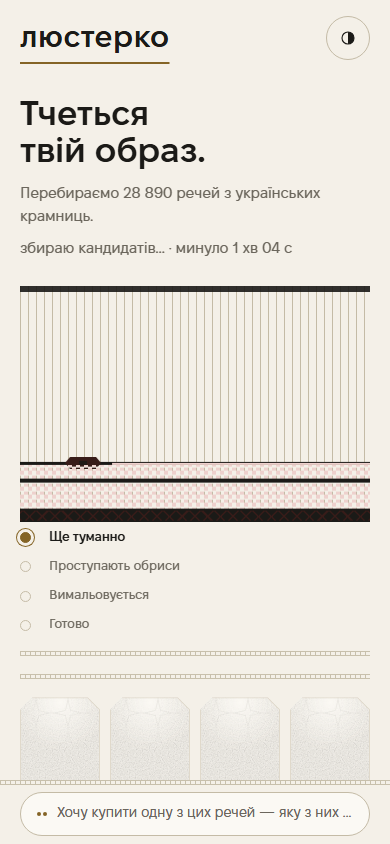 люстерко
Тчеться
твій образ.
Перебираємо 28 890 речей з українських
крамниць.
збираю кандидатів... · минуло 1 хв 04 с
Ще туманно
Проступають обриси
Вимальовується
Готово
Хочу купити одну з цих речей — яку з них ...